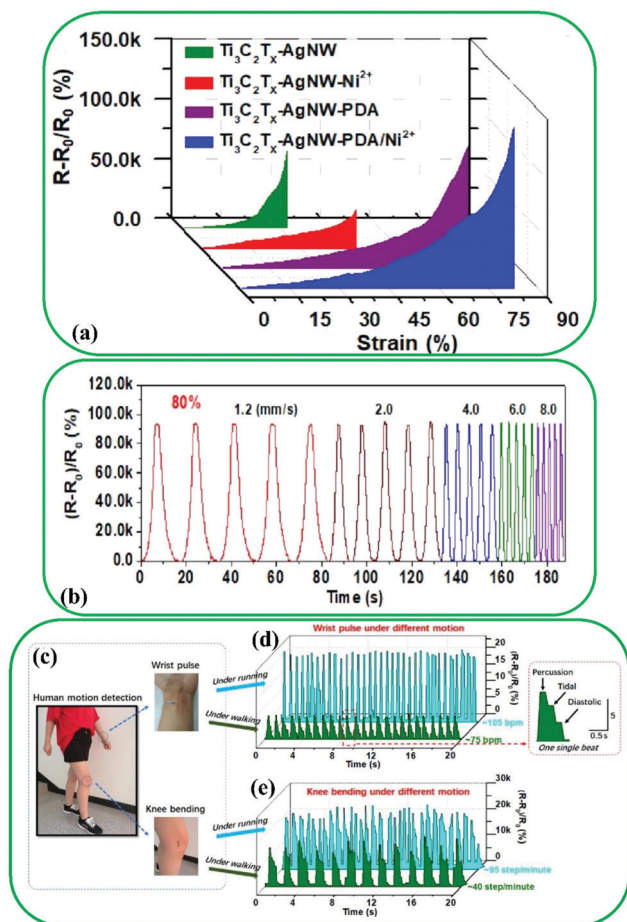 150.0k
100.0k
50.0k
0.0
R-R₀/R₀ (%)
Ti₃C₂Tₓ-AgNW
Ti₃C₂Tₓ-AgNW-Ni²⁺
Ti₃C₂Tₓ-AgNW-PDA
Ti₃C₂Tₓ-AgNW-PDA/Ni²⁺
0 15 30 45 60 75 90
Strain (%)
(a)
120.0k
100.0k
80.0k
60.0k
40.0k
20.0k
0.0
(R-R₀)/R₀ (%)
80% 1.2 (mm/s) 2.0 4.0 6.0 8.0
0 20 40 60 80 100 120 140 160 180
Time (s)
(b)
(c)
Human motion detection
Wrist pulse
Knee bending
Under running
Under walking
Under running
Under walking
(d)
Wrist pulse under different motion
20
15
10
5
0
(R-R₀)/R₀ (%)
~105 bpm
~75 bpm
0 4 8 12 16 20
Time (s)
Percussion
Tidal
Diastolic
5
0.5s
One single beat
(e)
Knee bending under different motion
30k
20k
10k
0
(R-R₀)/R₀ (%)
~95 step/minute
~40 step/minute
0 4 8 12 16 20
Time (s)